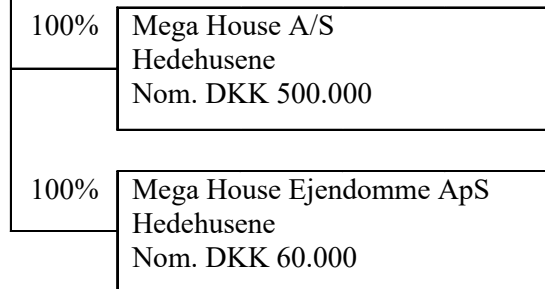 100% Mega House A/S
Hedehusene
Nom. DKK 500.000
100% Mega House Ejendomme ApS
Hedehusene
Nom. DKK 60.000